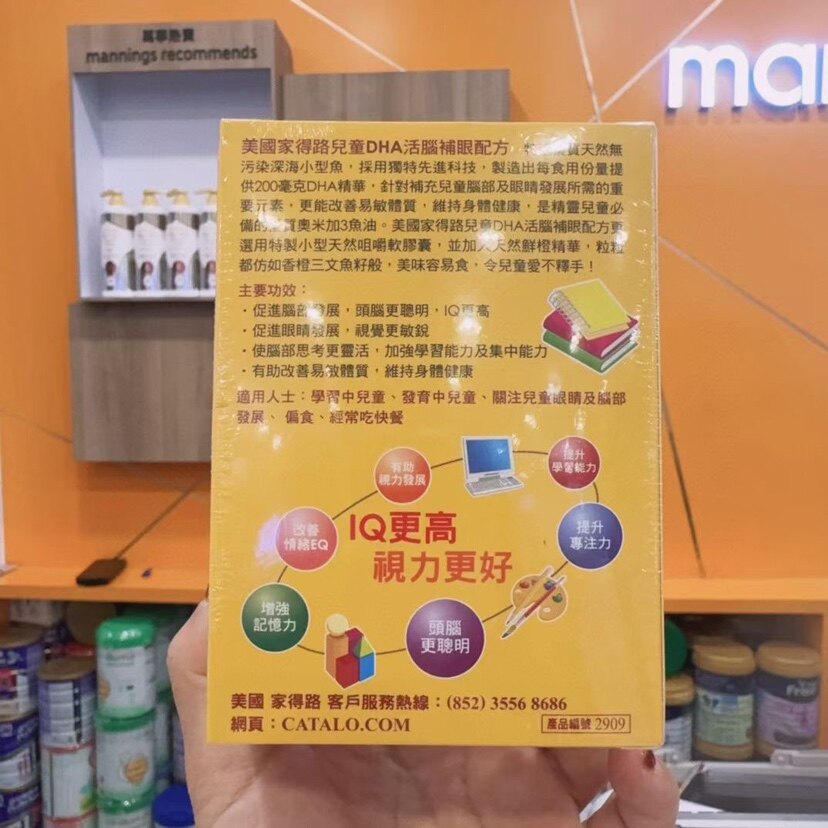 萬寧熱賣
mannings recommends
man
美國家得路兒童DHA活腦補眼配方
天然無
污染深海小型魚，採用獨特先進科技，製造出每食用份量提
供200毫克DHA精華，針對補充兒童腦部及眼睛發展所需的重
要元素，更能改善易敏體質，維持身體健康，是精靈兒童必
備的 質奧米加3魚油。美國家得路兒童DHA活腦補眼配方更
選用特製小型天然咀嚼軟膠囊，並加入天然鮮橙精華，粒粒
都仿如香橙三文魚籽般，美味容易食，令兒童愛不釋手！
主要功效：
·促進腦部發展，頭腦更聰明，IQ更高
·促進眼睛發展，視覺更敏銳
·使腦部思考更靈活，加強學習能力及集中能力
·有助改善易敏體質，維持身體健康
適用人士：學習中兒童、發育中兒童、關注兒童眼睛及腦部
發展、偏食、經常吃快餐
有助
視力發展
提升
學習能力
改善
情緒EQ
IQ更高
視力更好
提升
專注力
增強
記憶力
頭腦
更聰明
美國 家得路 客戶服務熱線：(852) 3556 8686
網頁：CATALO.COM
產品編號 2909